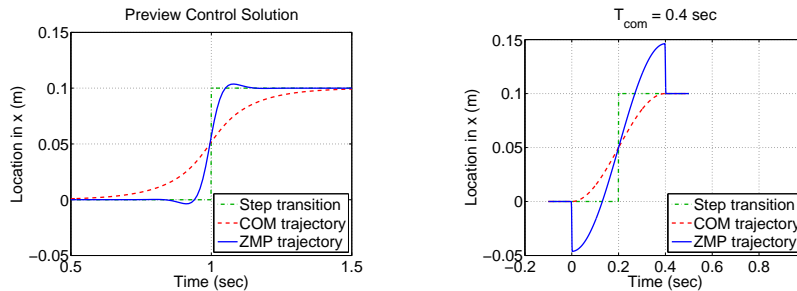 Preview Control Solution
0.15
0.1
0.05
0
−0.05
0.5
1
1.5
Location in x (m)
Time (sec)
Step transition
COM trajectory
ZMP trajectory
T_com = 0.4 sec
0.15
0.1
0.05
0
−0.05
−0.2
0
0.2
0.4
0.6
0.8
Location in x (m)
Time (sec)
Step transition
COM trajectory
ZMP trajectory